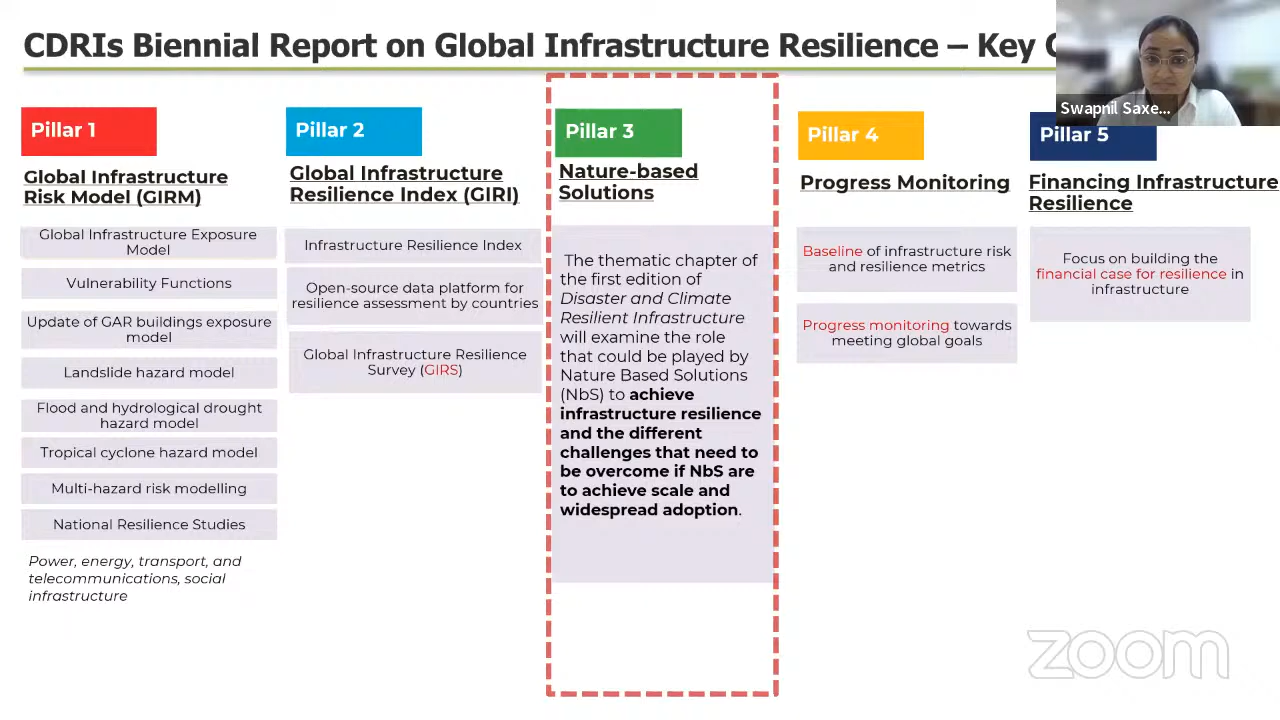 CDRIs Biennial Report on Global Infrastructure Resilience – Key
Swapnil Saxe...
Pillar 1
Global Infrastructure
Risk Model (GIRM)
Global Infrastructure Exposure
Model
Vulnerability Functions
Update of GAR buildings exposure
model
Landslide hazard model
Flood and hydrological drought
hazard model
Tropical cyclone hazard model
Multi-hazard risk modelling
National Resilience Studies
Power, energy, transport, and
telecommunications, social
infrastructure
Pillar 2
Global Infrastructure
Resilience Index (GIRI)
Infrastructure Resilience Index
Open-source data platform for
resilience assessment by countries
Global Infrastructure Resilience
Survey (GIRS)
Pillar 3
Nature-based
Solutions
The thematic chapter of
the first edition of
Disaster and Climate
Resilient Infrastructure
will examine the role
that could be played by
Nature Based Solutions
(NbS) to achieve
infrastructure resilience
and the different
challenges that need to
be overcome if NbS are
to achieve scale and
widespread adoption.
Pillar 4
Progress Monitoring
Baseline of infrastructure risk
and resilience metrics
Progress monitoring towards
meeting global goals
Pillar 5
Financing Infrastructure
Resilience
Focus on building the
financial case for resilience in
infrastructure
zoom